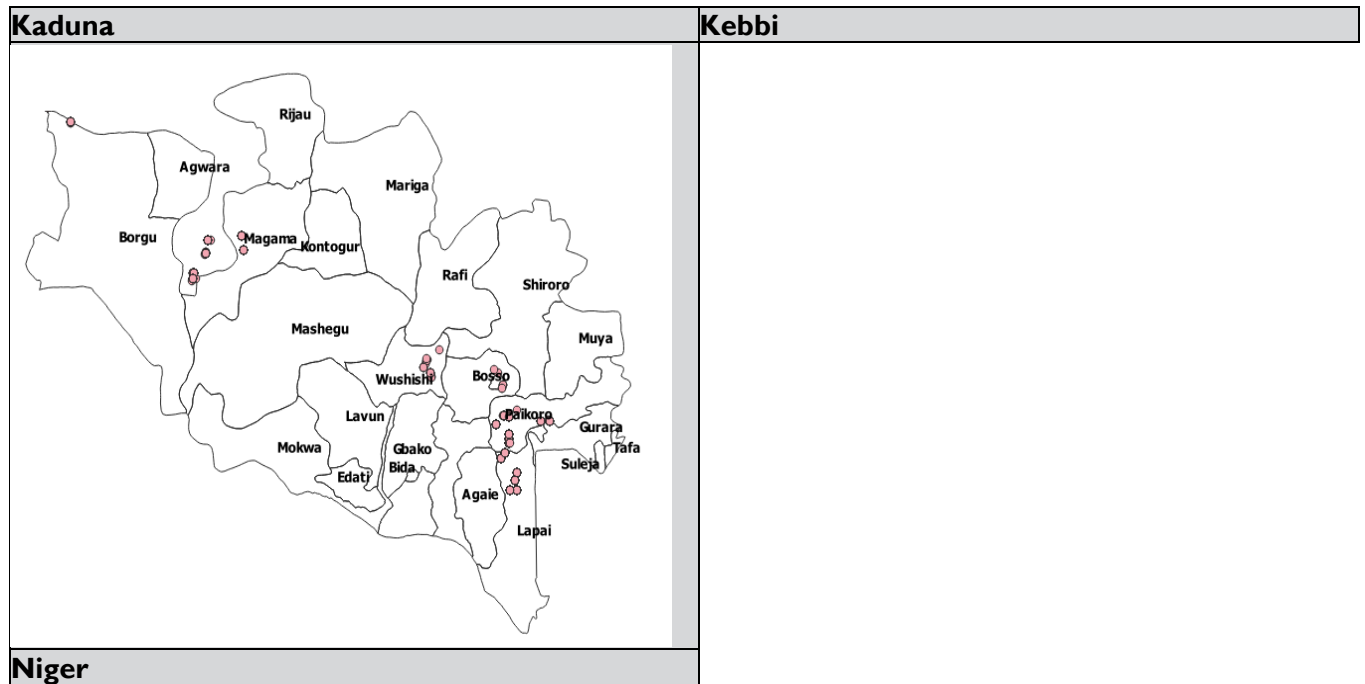 Kaduna
Kebbi
Rijau
Agwara
Mariga
Borgu
Magama
Kontogur
Rafi
Shiroro
Mashegu
Muya
Wushishi
Bosso
Lavun
Paikoro
Gurara
Mokwa
Gbako
Tafa
Bida
Suleja
Edati
Agaie
Lapai
Niger